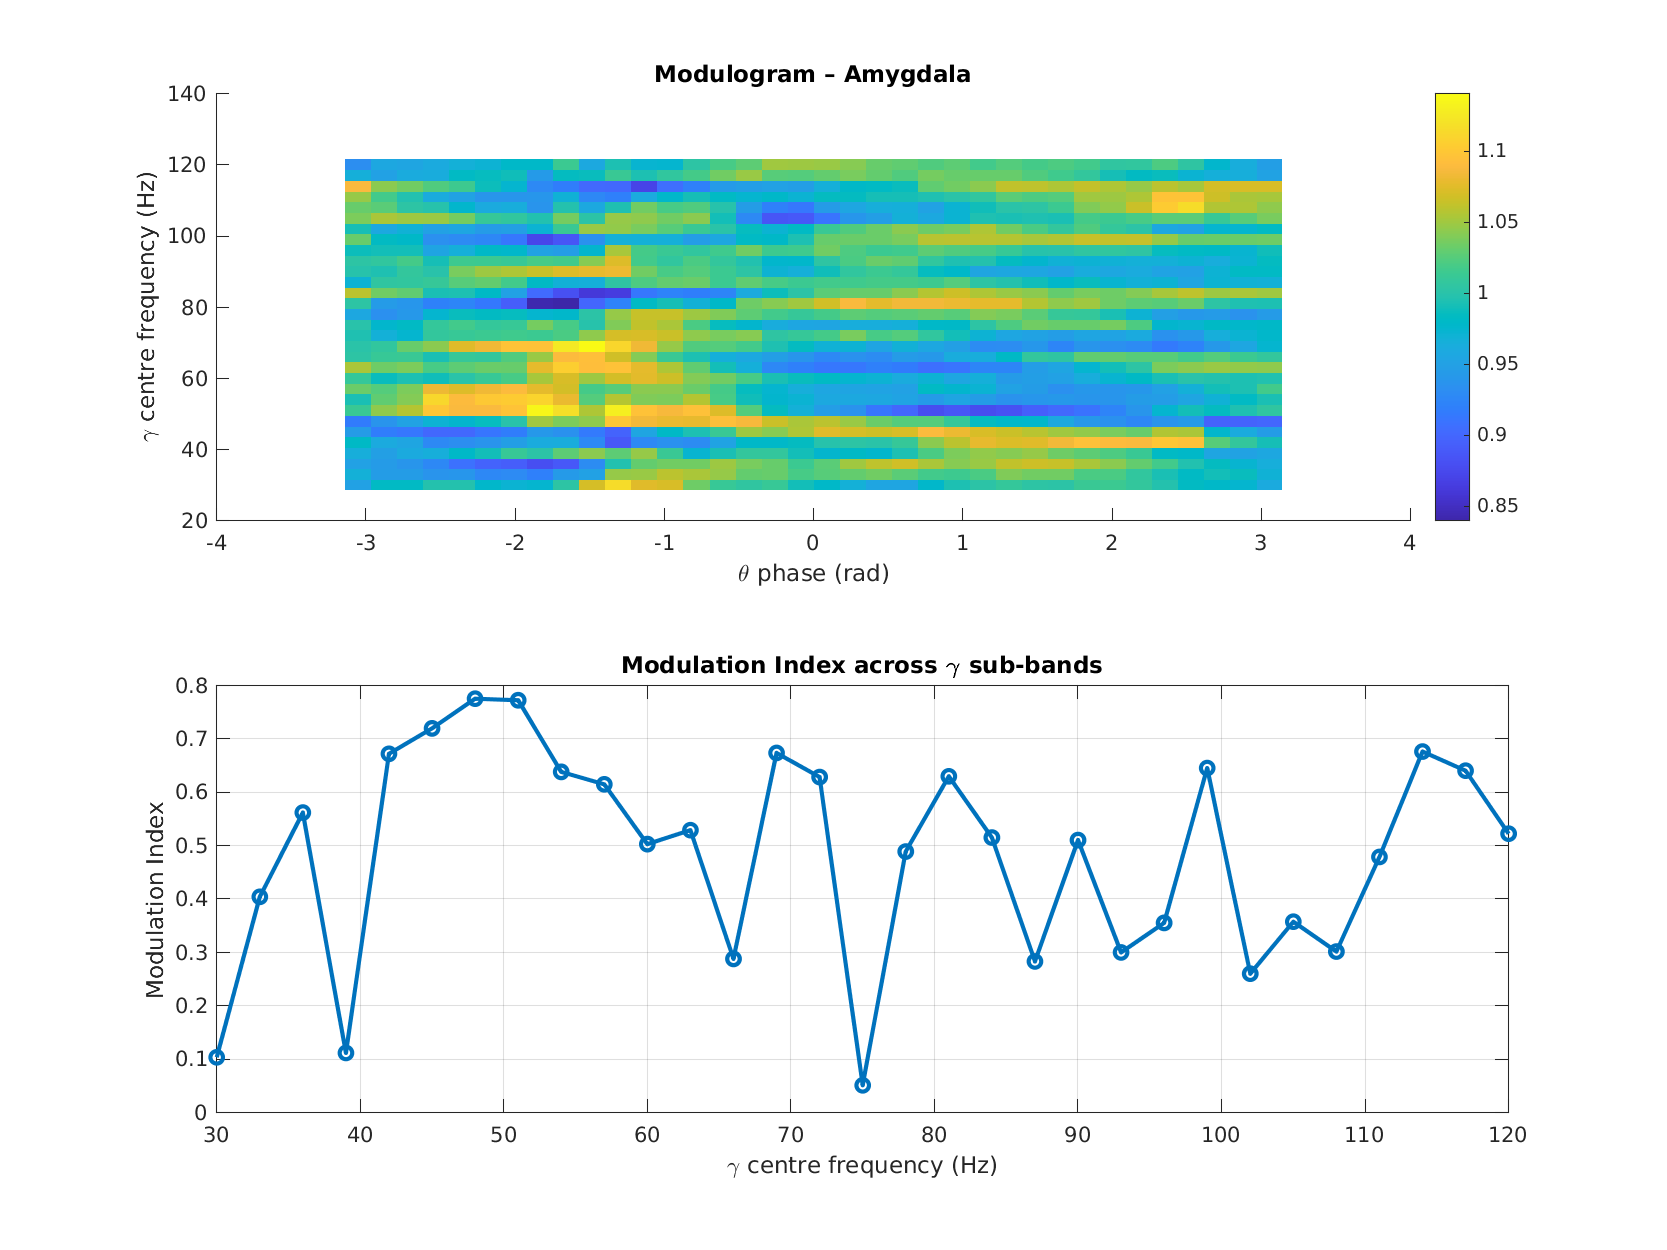 Modulogram – Amygdala
140
120
100
80
60
40
20
γ centre frequency (Hz)
-4 -3 -2 -1 0 1 2 3 4
θ phase (rad)
1.1
1.05
1
0.95
0.9
0.85
Modulation Index across γ sub-bands
0.8
0.7
0.6
0.5
0.4
0.3
0.2
0.1
0
Modulation Index
30 40 50 60 70 80 90 100 110 120
γ centre frequency (Hz)